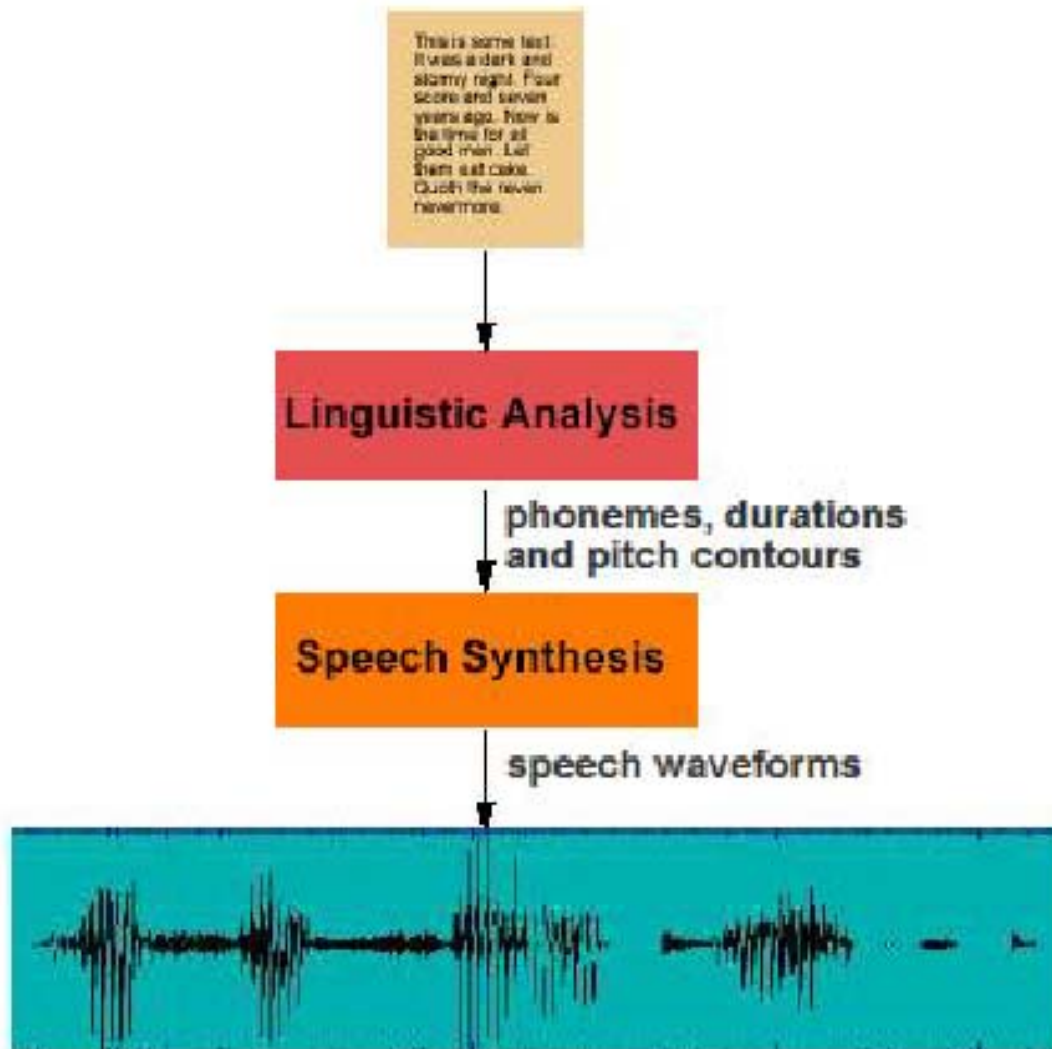 This is some text.
It was a dark and
stormy night. Four
score and seven
years ago. Now is
the time for all
good men. Let
them eat cake.
Quoth the raven
nevermore.
Linguistic Analysis
phonemes, durations
and pitch contours
Speech Synthesis
speech waveforms